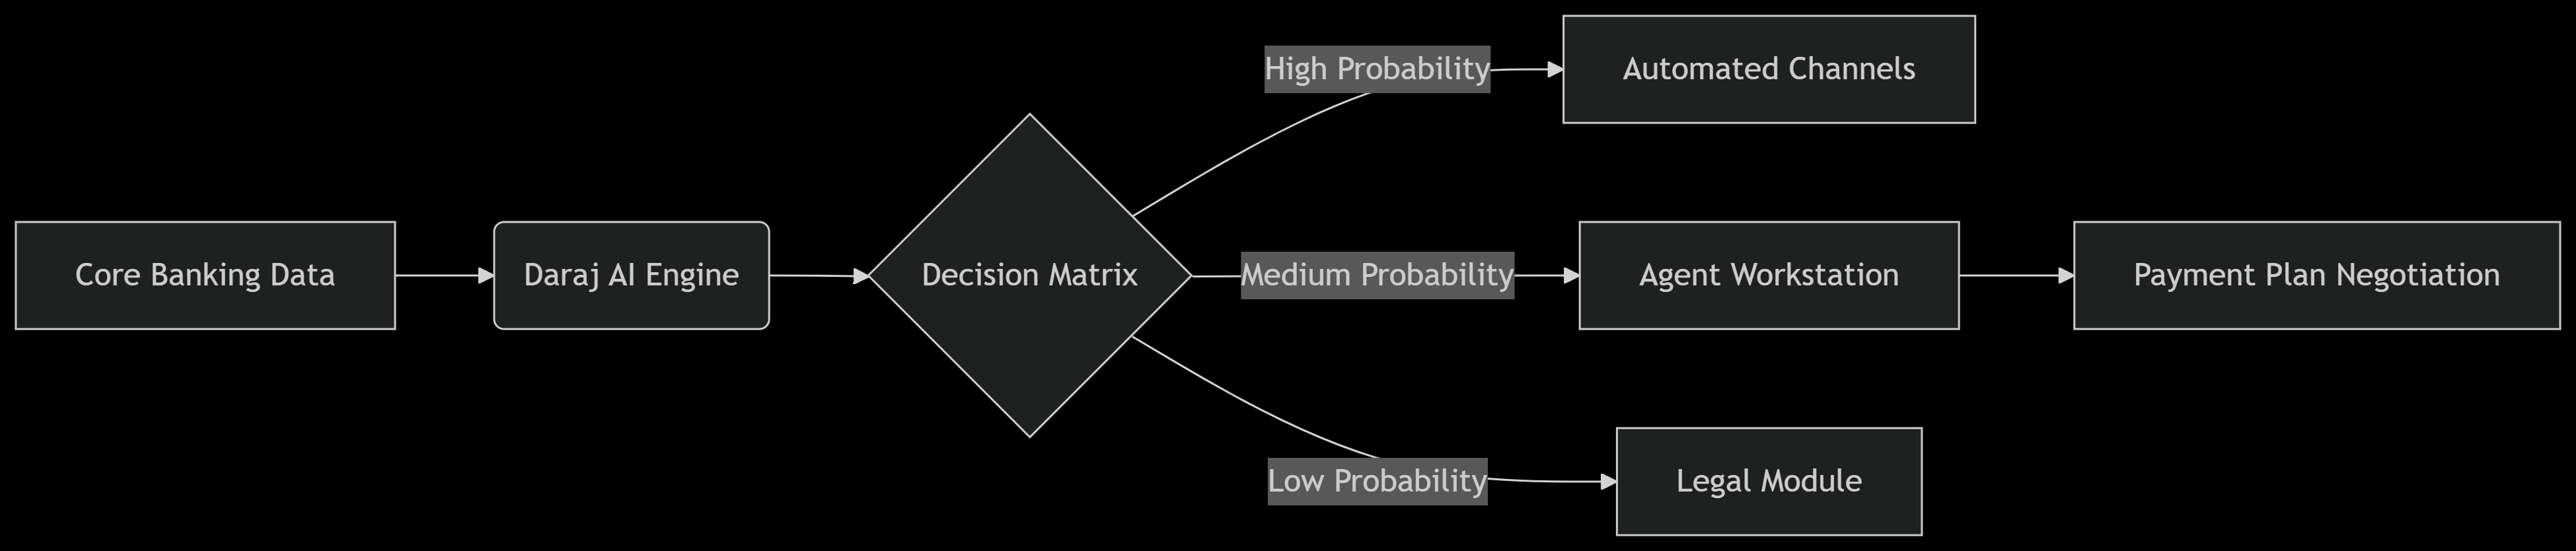 Core Banking Data
Daraj AI Engine
Decision Matrix
High Probability
Automated Channels
Medium Probability
Agent Workstation
Payment Plan Negotiation
Low Probability
Legal Module